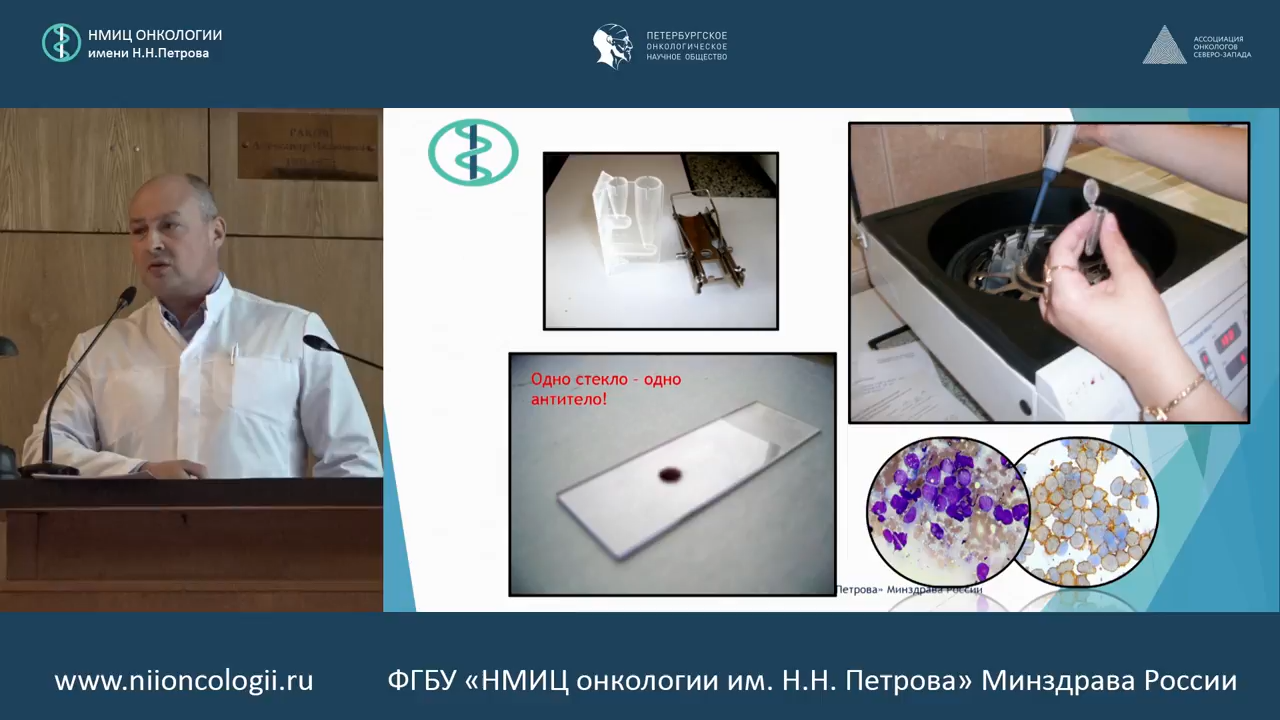 НМИЦ ОНКОЛОГИИ
имени Н.Н.Петрова
ПЕТЕРБУРГСКОЕ
ОНКОЛОГИЧЕСКОЕ
НАУЧНОЕ ОБЩЕСТВО
АССОЦИАЦИЯ
ОНКОЛОГОВ
СЕВЕРО-ЗАПАДА
РАКОВ
Одно стекло - одно
антитело!
Петрова» Минздрава России
www.niioncologii.ru
ФГБУ «НМИЦ онкологии им. Н.Н. Петрова» Минздрава России